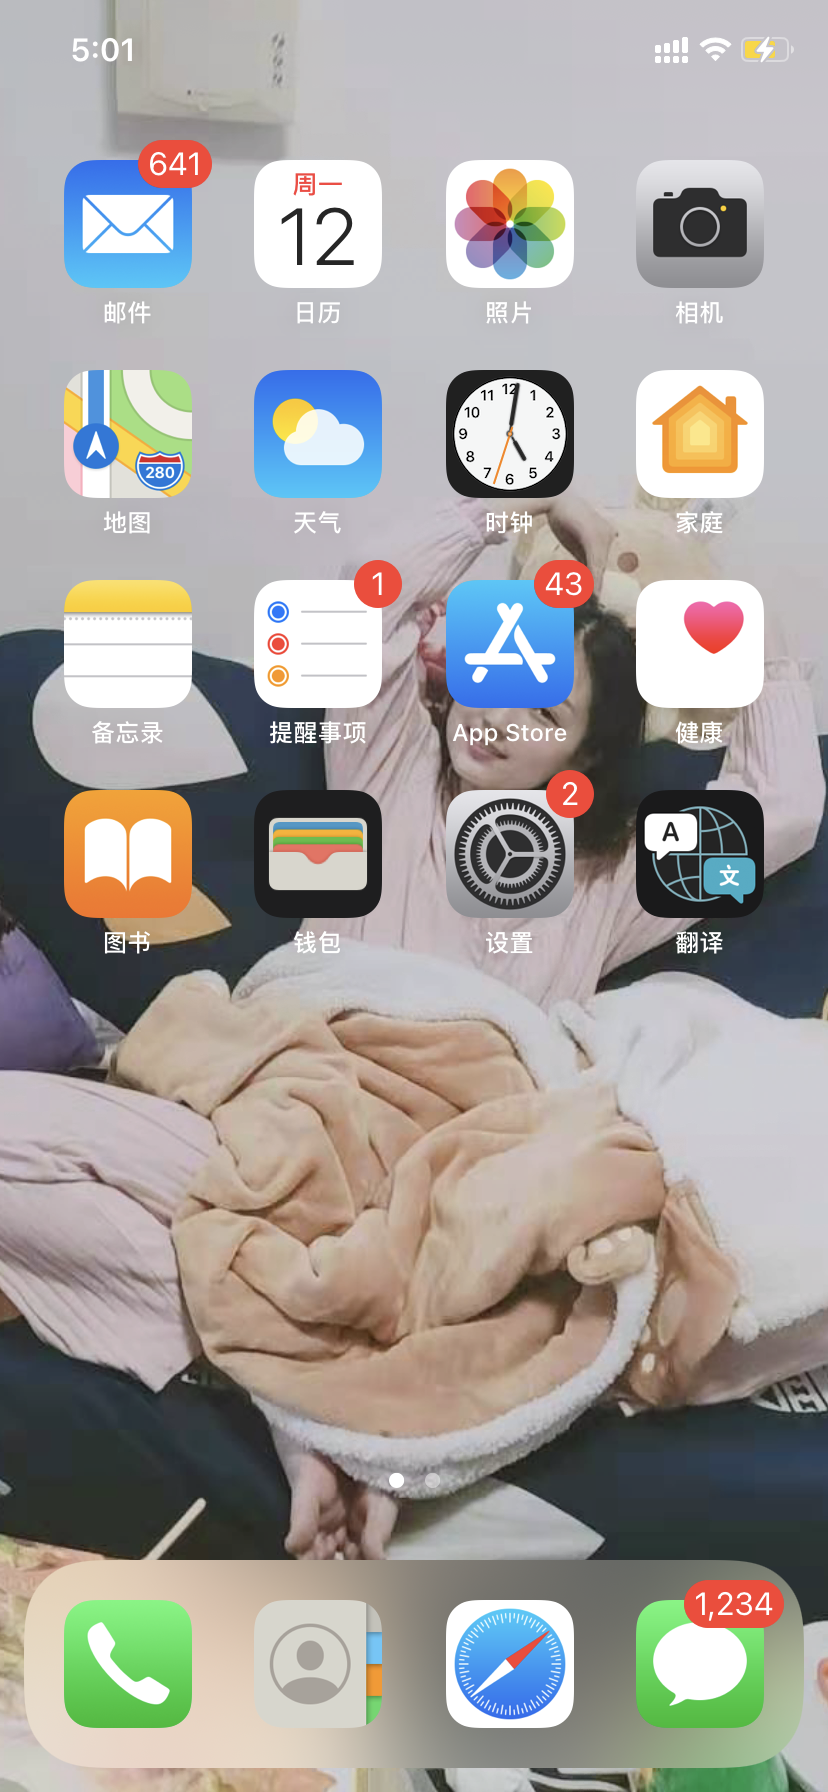 5:01
641
周一
12
邮件
日历
照片
相机
280
12
1
2
3
4
5
6
7
8
9
10
11
地图
天气
时钟
家庭
1
43
备忘录
提醒事项
App Store
健康
2
A
文
图书
钱包
设置
翻译
1,234